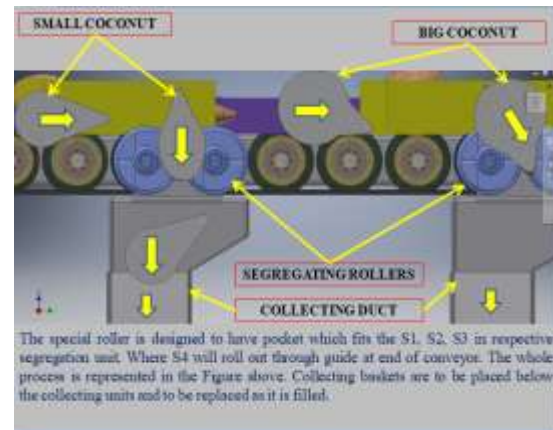 SMALL COCONUT
BIG COCONUT
SEGREGATING ROLLERS
COLLECTING DUCT
The special roller is designed to have pocket which fits the S1, S2, S3 in respective
segregation unit. Where S4 will roll out through guide at end of conveyor. The whole
process is represented in the Figure above. Collecting baskets are to be placed below
the collecting units and to be replaced as it is filled.